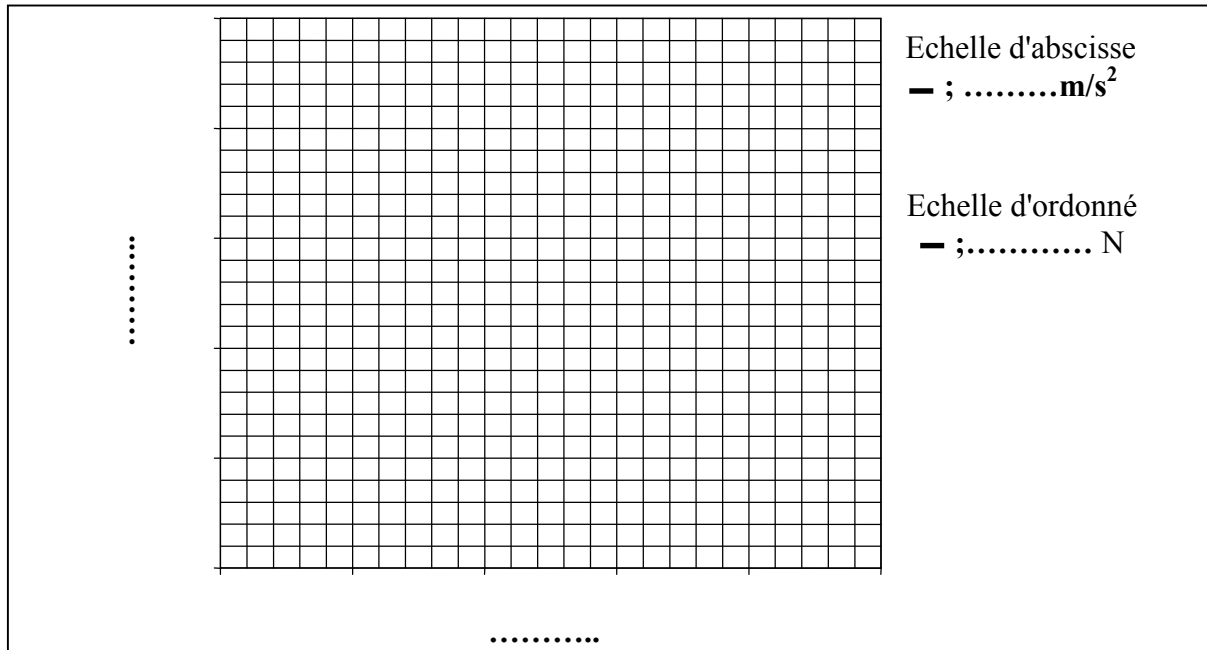 Echelle d'abscisse
– ; ………m/s²
Echelle d'ordonné
– ;………… N
………..
………..